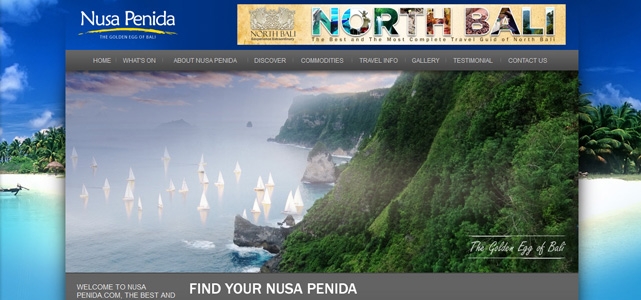 Nusa Penida
THE GOLDEN EGG OF BALI
NORTH BALI
NORTH BALI
The Best and The Most Complete Travel Guid of North Bali
HOME WHAT'S ON ABOUT NUSA PENIDA DISCOVER COMMODITIES TRAVEL INFO GALLERY TESTIMONIAL CONTACT US
The Golden Egg of Bali
WELCOME TO NUSA
PENIDA.COM, THE BEST AND
FIND YOUR NUSA PENIDA